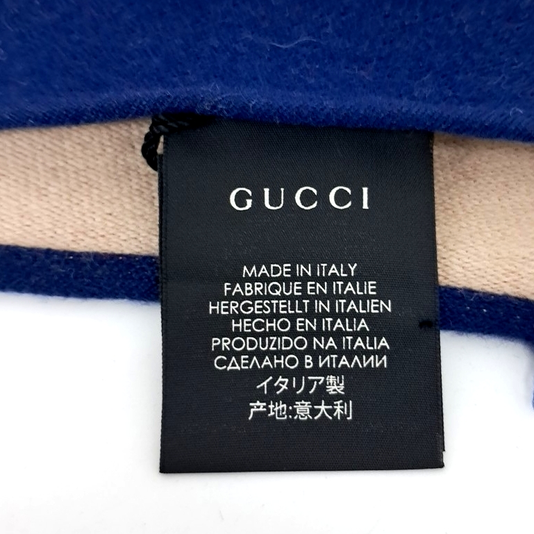 GUCCI
MADE IN ITALY
FABRIQUE EN ITALIE
HERGESTELLT IN ITALIEN
HECHO EN ITALIA
PRODUZIDO NA ITALIA
СДЕЛАНО В ИТАЛИИ
イタリア製
产地:意大利